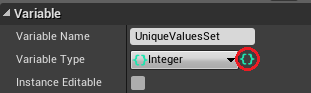 Variable
Variable Name UniqueValuesSet
Variable Type Integer
Instance Editable